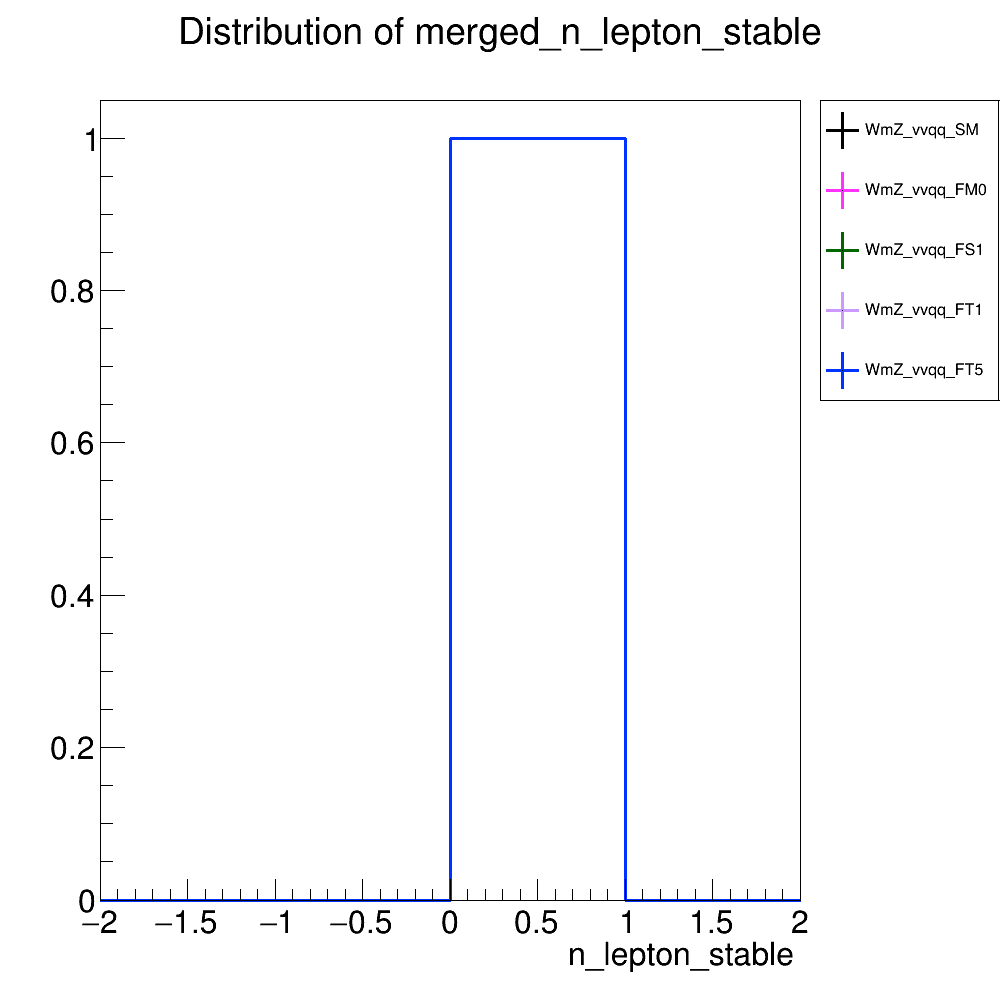 Distribution of merged_n_lepton_stable
1
0.8
0.6
0.4
0.2
0
−2 −1.5 −1 −0.5 0 0.5 1 1.5 2
n_lepton_stable
WmZ_vvqq_SM
WmZ_vvqq_FM0
WmZ_vvqq_FS1
WmZ_vvqq_FT1
WmZ_vvqq_FT5